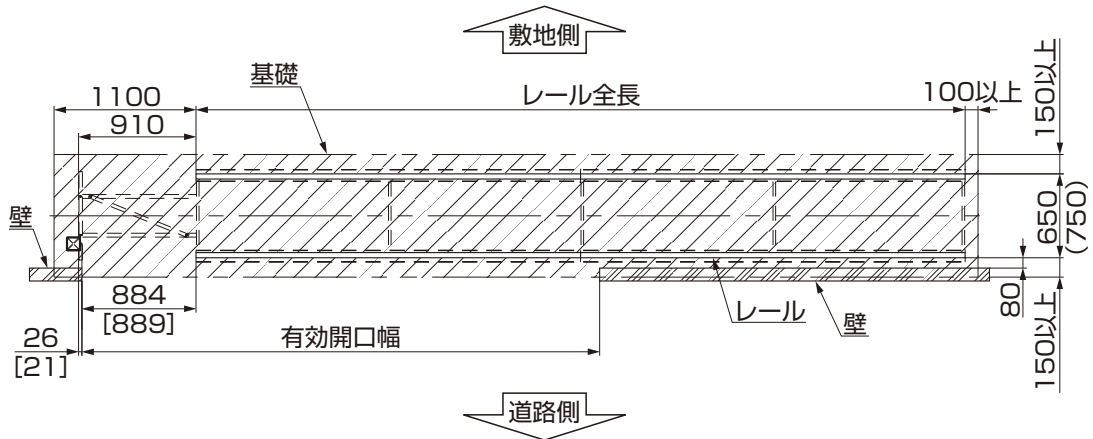 敷地側
基礎
1100
レール全長
100以上
150以上
910
壁
650
(750)
884
[889]
80
レール
壁
26
[21]
有効開口幅
150以上
道路側